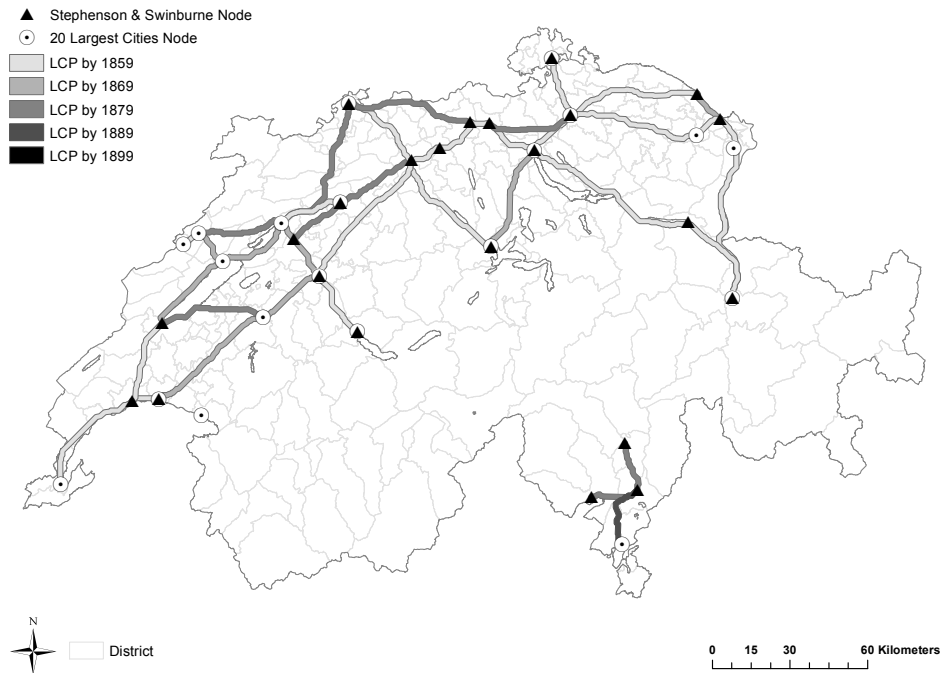 Stephenson & Swinburne Node
20 Largest Cities Node
LCP by 1859
LCP by 1869
LCP by 1879
LCP by 1889
LCP by 1899
N
District
0 15 30 60 Kilometers